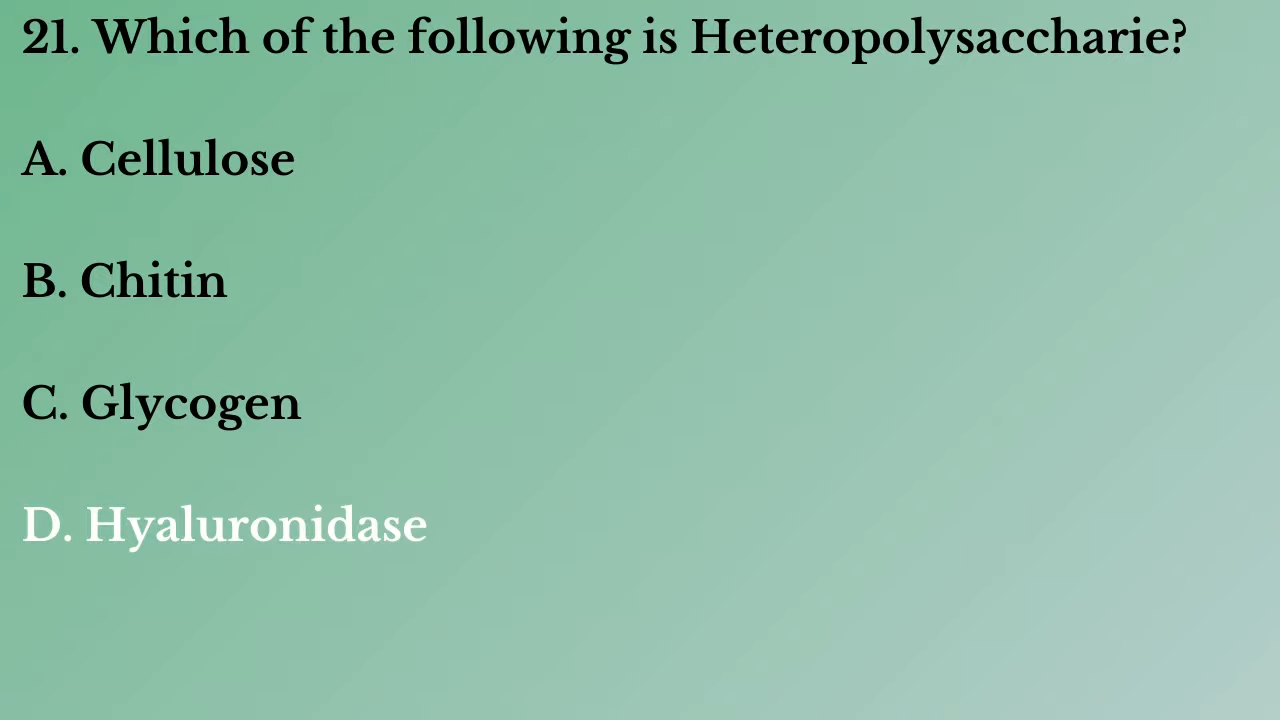 21. Which of the following is Heteropolysaccharie?
A. Cellulose
B. Chitin
C. Glycogen
D. Hyaluronidase